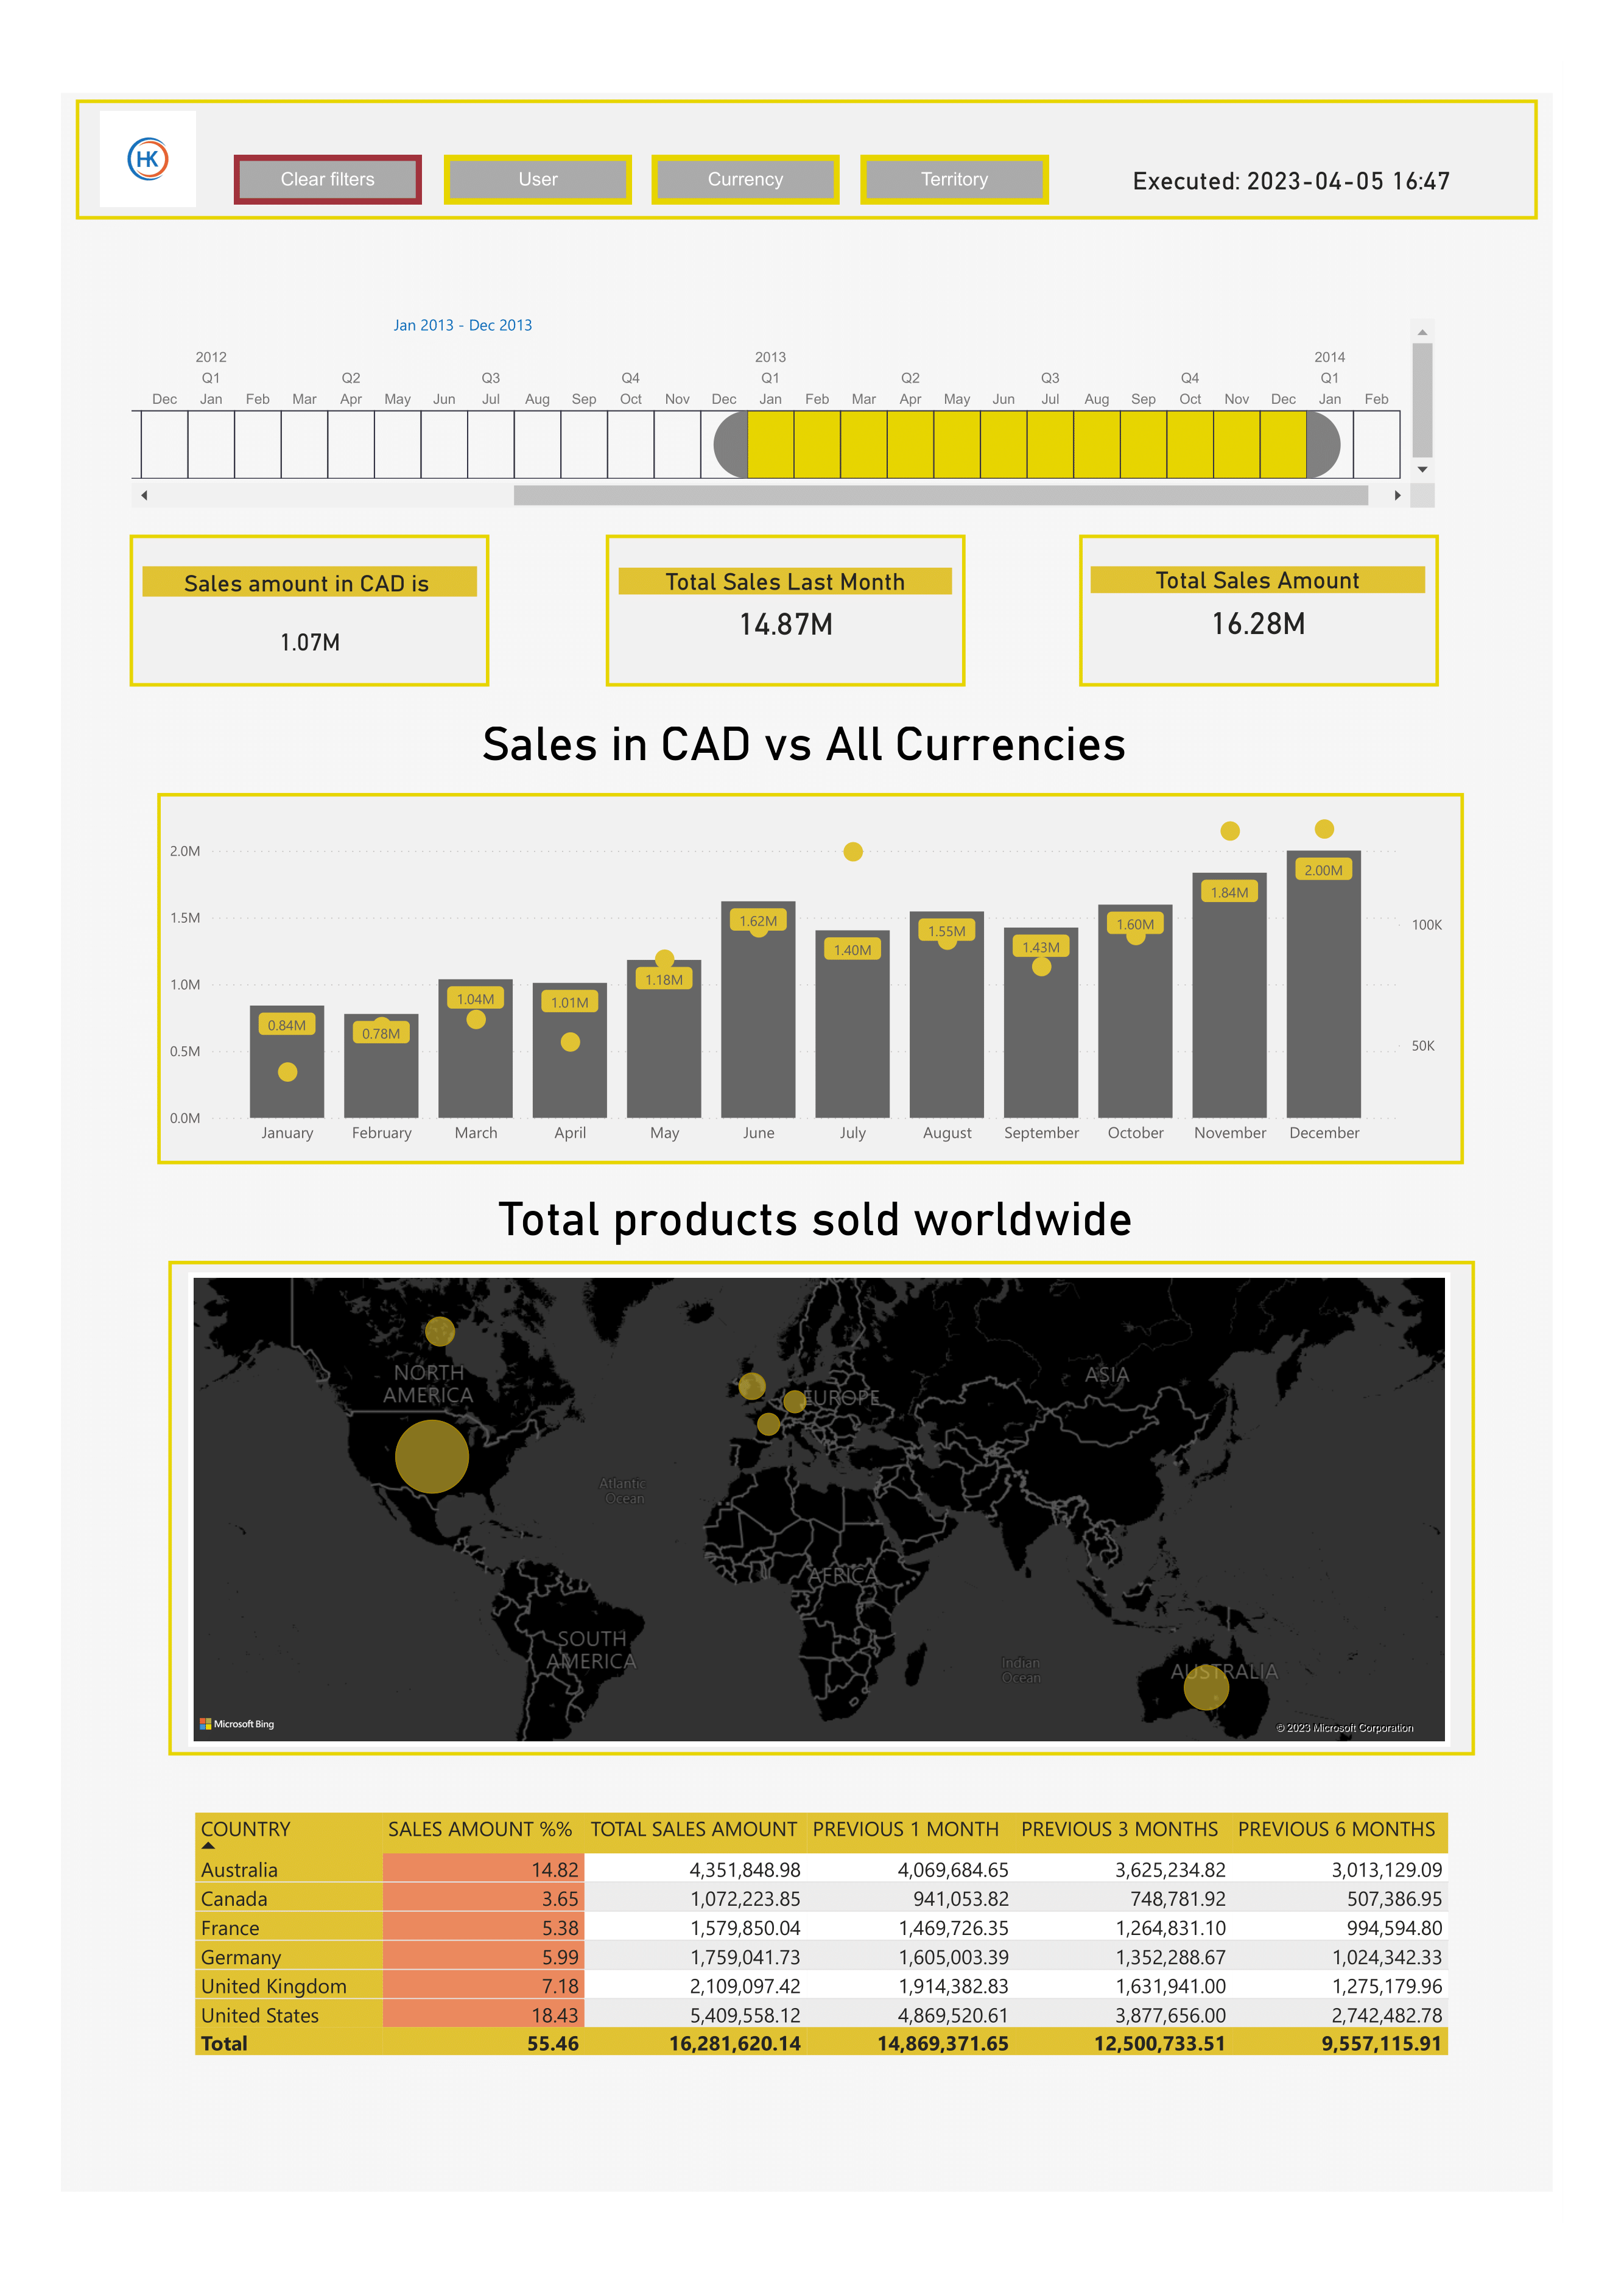 HK
Clear filters
User
Currency
Territory
Executed: 2023-04-05 16:47
Jan 2013 - Dec 2013
2012 2013 2014
Q1 Q2 Q3 Q4 Q1 Q2 Q3 Q4 Q1
Dec Jan Feb Mar Apr May Jun Jul Aug Sep Oct Nov Dec Jan Feb Mar Apr May Jun Jul Aug Sep Oct Nov Dec Jan Feb
Sales amount in CAD is
1.07M
Total Sales Last Month
14.87M
Total Sales Amount
16.28M
Sales in CAD vs All Currencies
2.0M
1.5M
1.0M
0.5M
0.0M
0.84M 0.78M 1.04M 1.01M 1.18M 1.62M 1.40M 1.55M 1.43M 1.60M 1.84M 2.00M
100K
50K
January February March April May June July August September October November December
Total products sold worldwide
NORTH
AMERICA
EUROPE
ASIA
Atlantic
Ocean
AFRICA
SOUTH
AMERICA
Indian
Ocean
AUSTRALIA
Microsoft Bing
© 2023 Microsoft Corporation
COUNTRY SALES AMOUNT %% TOTAL SALES AMOUNT PREVIOUS 1 MONTH PREVIOUS 3 MONTHS PREVIOUS 6 MONTHS
Australia 14.82 4,351,848.98 4,069,684.65 3,625,234.82 3,013,129.09
Canada 3.65 1,072,223.85 941,053.82 748,781.92 507,386.95
France 5.38 1,579,850.04 1,469,726.35 1,264,831.10 994,594.80
Germany 5.99 1,759,041.73 1,605,003.39 1,352,288.67 1,024,342.33
United Kingdom 7.18 2,109,097.42 1,914,382.83 1,631,941.00 1,275,179.96
United States 18.43 5,409,558.12 4,869,520.61 3,877,656.00 2,742,482.78
Total 55.46 16,281,620.14 14,869,371.65 12,500,733.51 9,557,115.91